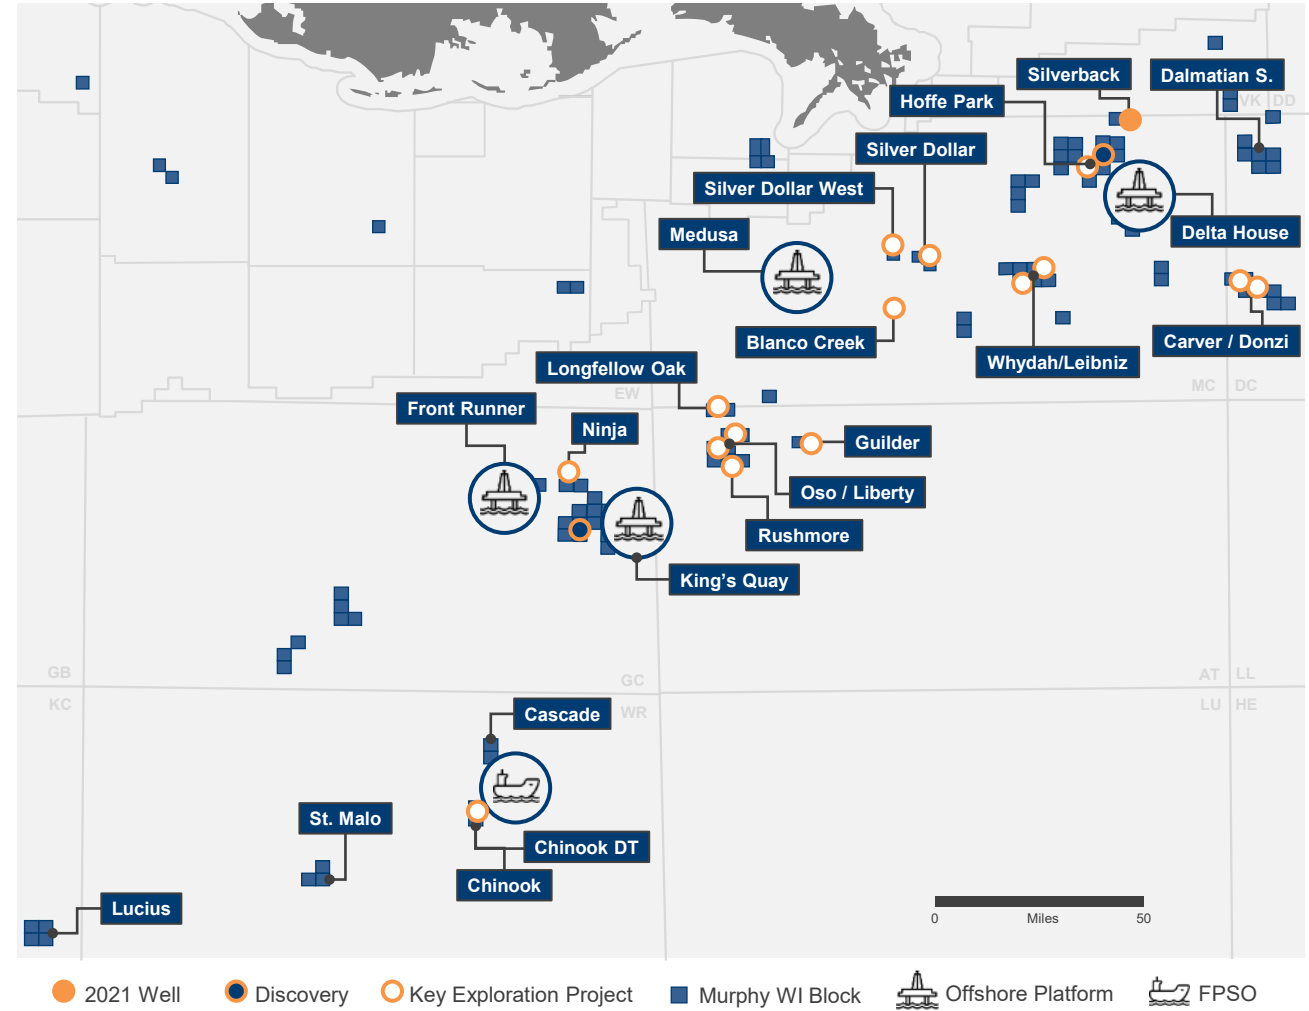 Silverback
Dalmatian S.
Hoffe Park
VK
DD
Silver Dollar
Silver Dollar West
Medusa
Delta House
Blanco Creek
Carver / Donzi
Whydah/Leibniz
Longfellow Oak
EW
MC
DC
Front Runner
Ninja
Guilder
Oso / Liberty
Rushmore
King's Quay
GB
GC
AT
LL
KC
WR
LU
HE
Cascade
St. Malo
Chinook DT
Chinook
Lucius
0
Miles
50
2021 Well
Discovery
Key Exploration Project
Murphy WI Block
Offshore Platform
FPSO